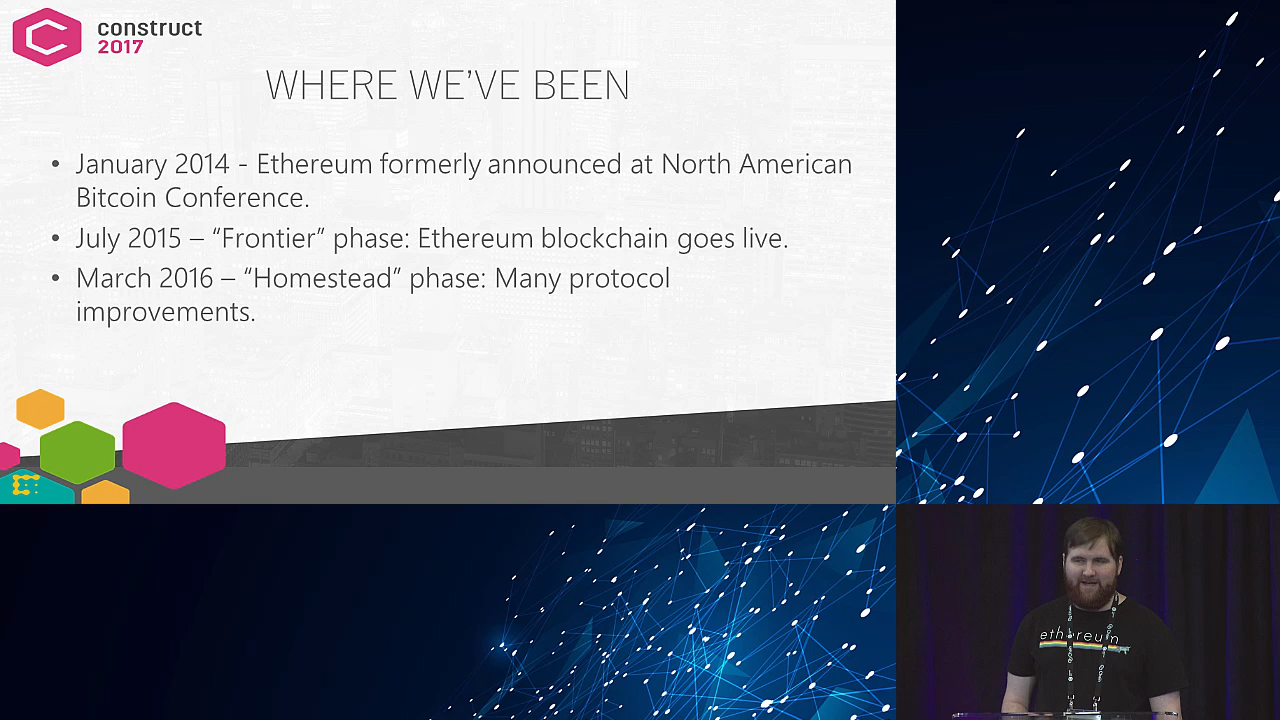 construct
2017
WHERE WE'VE BEEN
• January 2014 - Ethereum formerly announced at North American
Bitcoin Conference.
• July 2015 – “Frontier” phase: Ethereum blockchain goes live.
• March 2016 – “Homestead” phase: Many protocol
improvements.
ethereum